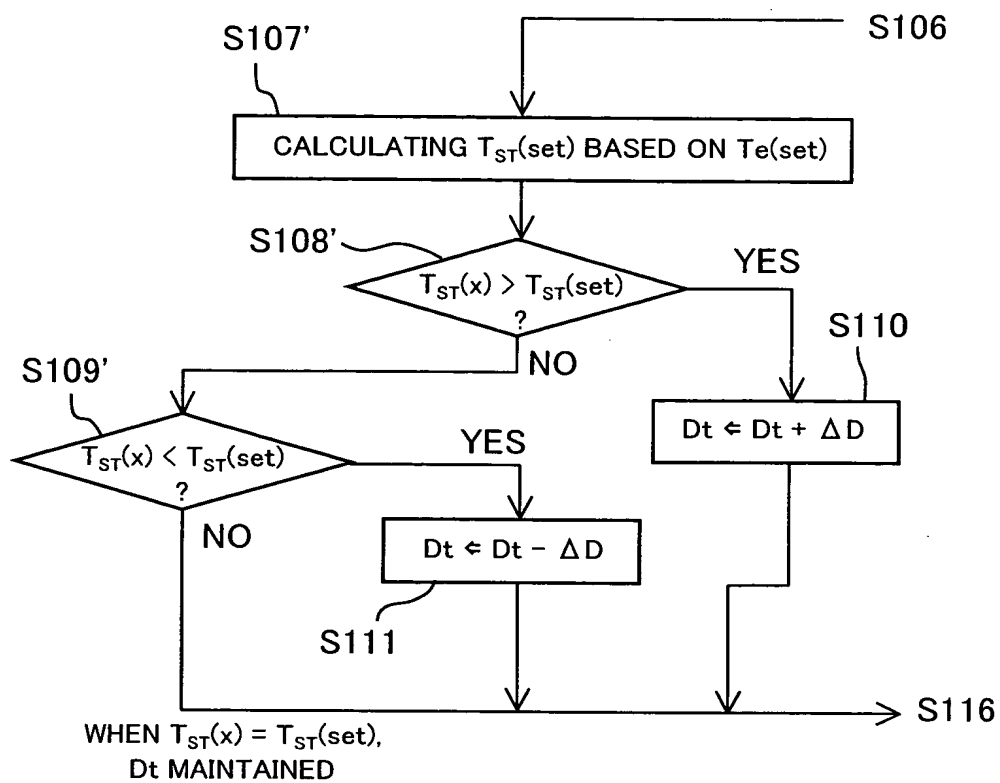 S107'
S106
CALCULATING T_ST(set) BASED ON Te(set)
S108'
T_ST(x) > T_ST(set)
?
YES
NO
S110
Dt ⇐ Dt + ΔD
S109'
T_ST(x) < T_ST(set)
?
YES
NO
Dt ⇐ Dt − ΔD
S111
S116
WHEN T_ST(x) = T_ST(set),
Dt MAINTAINED